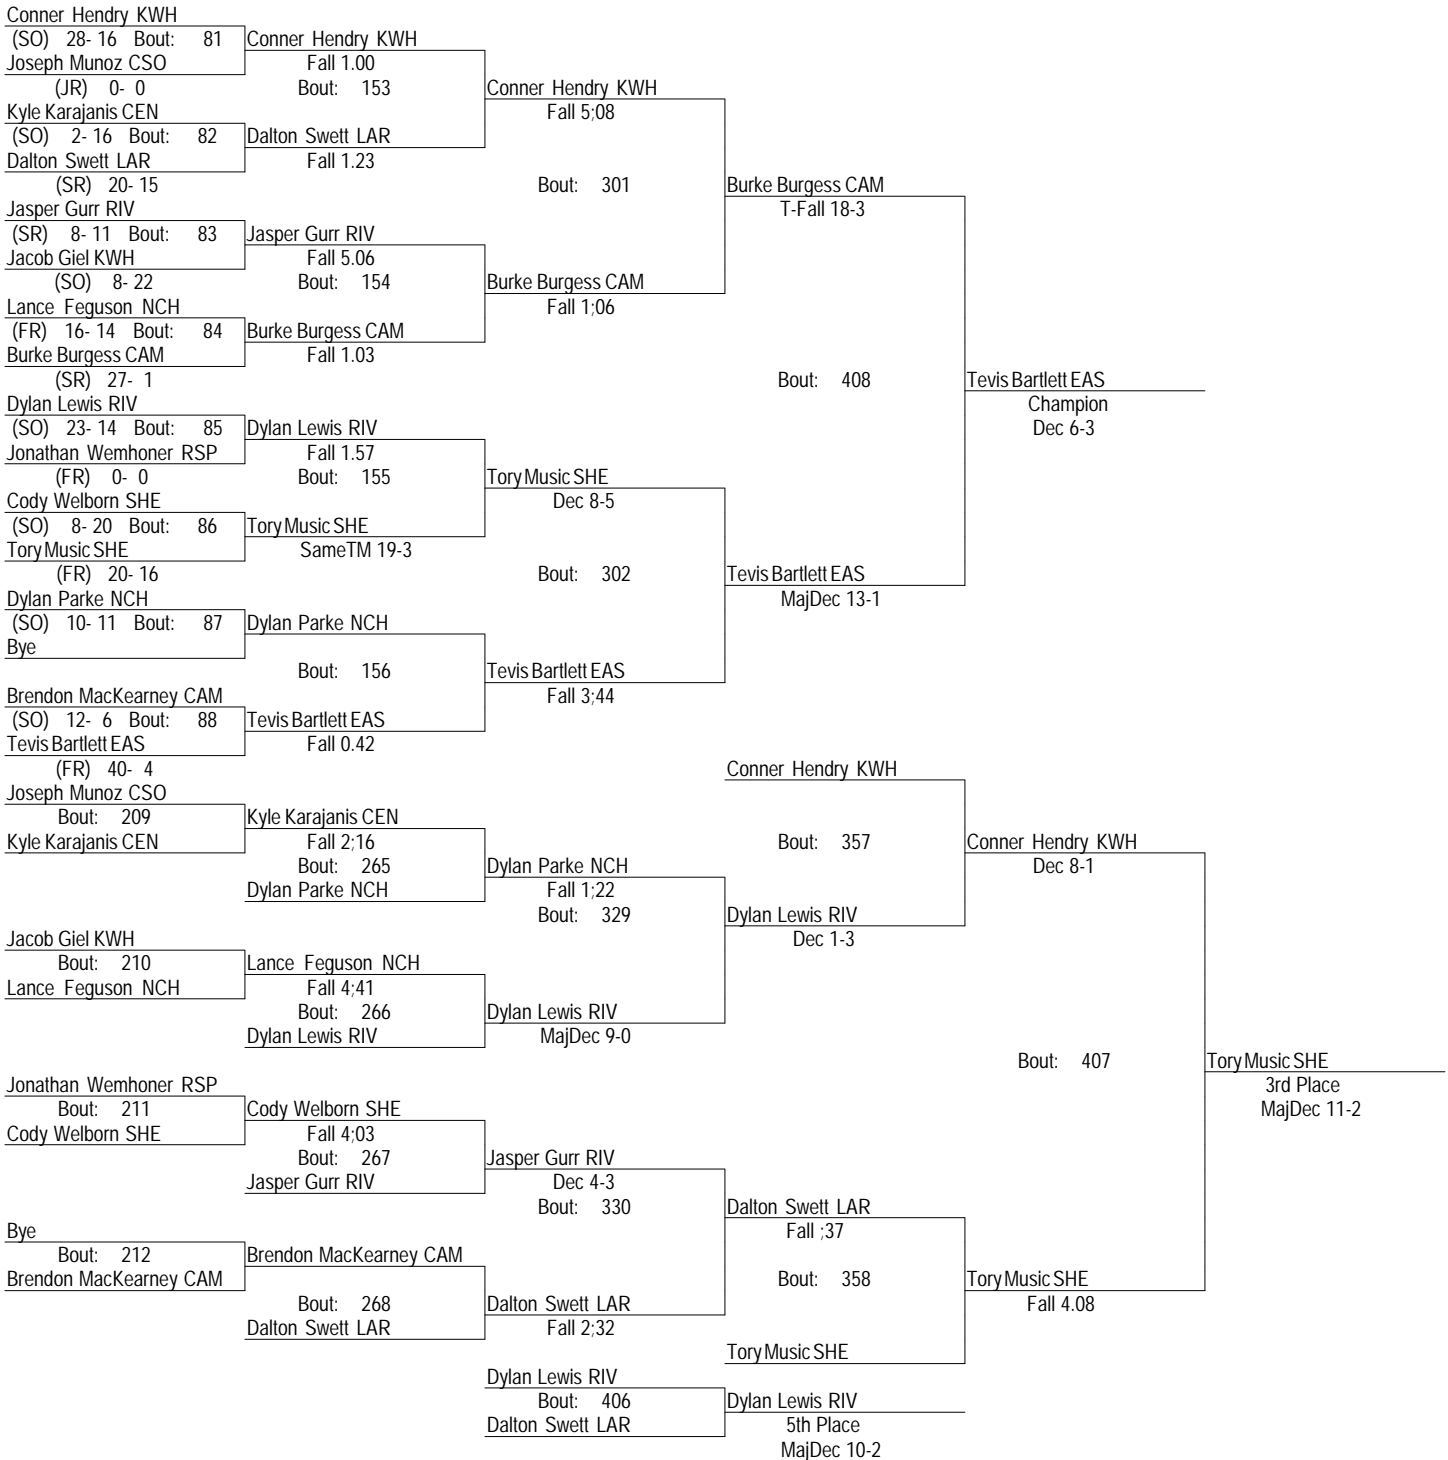 Conner Hendry KWH
(SO) 28- 16 Bout: 81 Conner Hendry KWH
Joseph Munoz CSO Fall 1.00
(JR) 0- 0 Bout: 153 Conner Hendry KWH
Kyle Karajanis CEN Fall 5;08
(SO) 2- 16 Bout: 82 Dalton Swett LAR
Dalton Swett LAR Fall 1.23
(SR) 20- 15 Bout: 301 Burke Burgess CAM
Jasper Gurr RIV T-Fall 18-3
(SR) 8- 11 Bout: 83 Jasper Gurr RIV
Jacob Giel KWH Fall 5.06
(SO) 8- 22 Bout: 154 Burke Burgess CAM
Lance Feguson NCH Fall 1;06
(FR) 16- 14 Bout: 84 Burke Burgess CAM
Burke Burgess CAM Fall 1.03
(SR) 27- 1 Bout: 408 Tevis Bartlett EAS
Dylan Lewis RIV Champion
(SO) 23- 14 Bout: 85 Dylan Lewis RIV Dec 6-3
Jonathan Wemhoner RSP Fall 1.57
(FR) 0- 0 Bout: 155 Tory Music SHE
Cody Welborn SHE Dec 8-5
(SO) 8- 20 Bout: 86 Tory Music SHE
Tory Music SHE SameTM 19-3
(FR) 20- 16 Bout: 302 Tevis Bartlett EAS
Dylan Parke NCH MajDec 13-1
(SO) 10- 11 Bout: 87 Dylan Parke NCH
Bye
Bout: 156 Tevis Bartlett EAS
Brendon MacKearney CAM Fall 3;44
(SO) 12- 6 Bout: 88 Tevis Bartlett EAS
Tevis Bartlett EAS Fall 0.42
(FR) 40- 4 Conner Hendry KWH
Joseph Munoz CSO
Bout: 209 Kyle Karajanis CEN
Kyle Karajanis CEN Fall 2;16 Bout: 357 Conner Hendry KWH
Bout: 265 Dylan Parke NCH Dec 8-1
Dylan Parke NCH Fall 1;22
Bout: 329 Dylan Lewis RIV
Jacob Giel KWH Dec 1-3
Bout: 210 Lance Feguson NCH
Lance Feguson NCH Fall 4;41
Bout: 266 Dylan Lewis RIV
Dylan Lewis RIV MajDec 9-0
Bout: 407 Tory Music SHE
Jonathan Wemhoner RSP 3rd Place
Bout: 211 Cody Welborn SHE MajDec 11-2
Cody Welborn SHE Fall 4;03
Bout: 267 Jasper Gurr RIV
Jasper Gurr RIV Dec 4-3
Bout: 330 Dalton Swett LAR
Bye Fall ;37
Bout: 212 Brendon MacKearney CAM
Brendon MacKearney CAM Bout: 358 Tory Music SHE
Bout: 268 Dalton Swett LAR Fall 4.08
Dalton Swett LAR Fall 2;32
Tory Music SHE
Dylan Lewis RIV
Bout: 406 Dylan Lewis RIV
Dalton Swett LAR 5th Place
MajDec 10-2